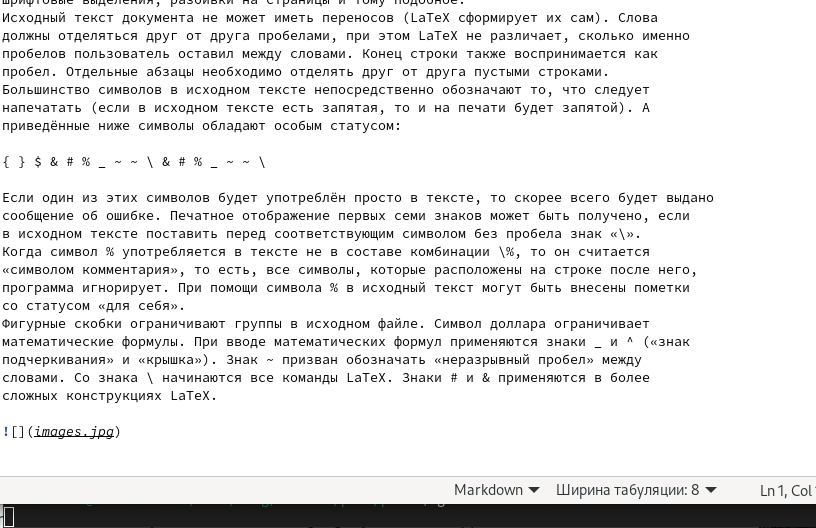 шрифтовые выделения, разбивки на страницы и тому подобное.
Исходный текст документа не может иметь переносов (LaTeX сформирует их сам). Слова
должны отделяться друг от друга пробелами, при этом LaTeX не различает, сколько именно
пробелов пользователь оставил между словами. Конец строки также воспринимается как
пробел. Отдельные абзацы необходимо отделять друг от друга пустыми строками.
Большинство символов в исходном тексте непосредственно обозначают то, что следует
напечатать (если в исходном тексте есть запятая, то и на печати будет запятой). А
приведённые ниже символы обладают особым статусом:
{ } $ & # % _ ~ ~ \ & # % _ ~ ~ \
Если один из этих символов будет употреблён просто в тексте, то скорее всего будет выдано
сообщение об ошибке. Печатное отображение первых семи знаков может быть получено, если
в исходном тексте поставить перед соответствующим символом без пробела знак «\».
Когда символ % употребляется в тексте не в составе комбинации \%, то он считается
«символом комментария», то есть, все символы, которые расположены на строке после него,
программа игнорирует. При помощи символа % в исходный текст могут быть внесены пометки
со статусом «для себя».
Фигурные скобки ограничивают группы в исходном файле. Символ доллара ограничивает
математические формулы. При вводе математических формул применяются знаки _ и ^ («знак
подчеркивания» и «крышка»). Знак ~ призван обозначать «неразрывный пробел» между
словами. Со знака \ начинаются все команды LaTeX. Знаки # и & применяются в более
сложных конструкциях LaTeX.
![](images.jpg)
Markdown Ширина табуляции: 8 Ln 1, Col